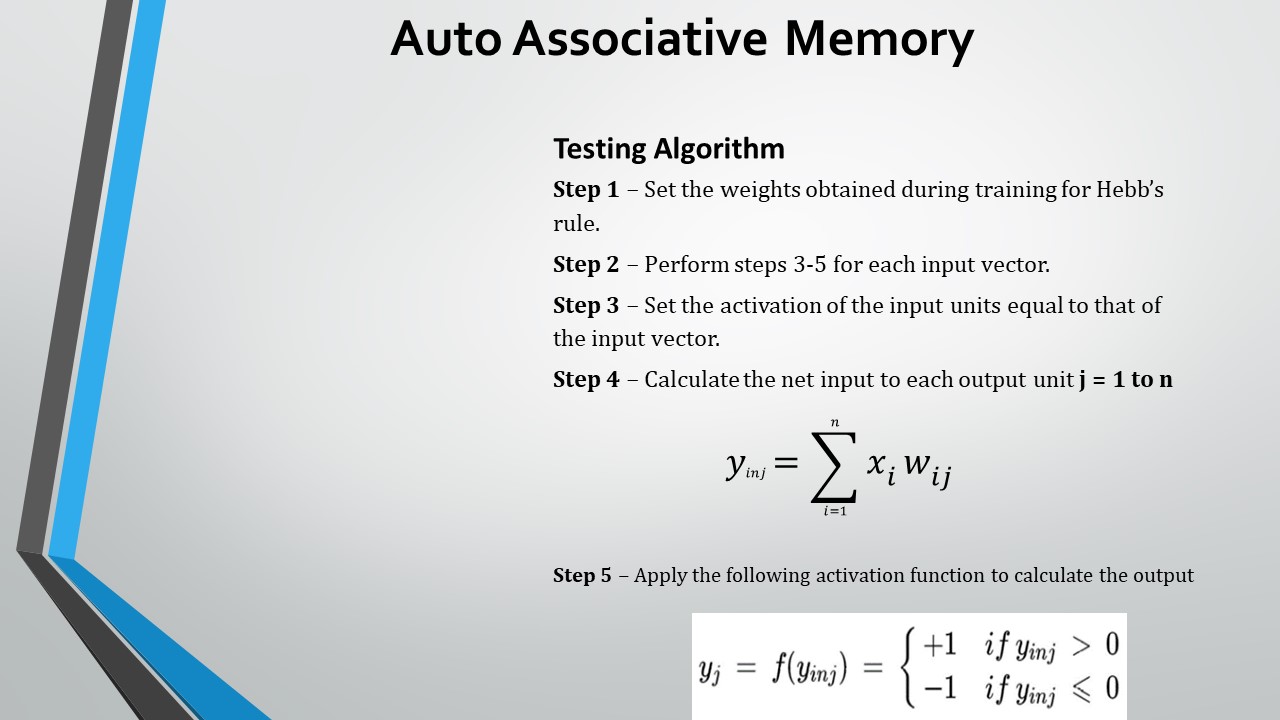 Auto Associative Memory
Testing Algorithm
Step 1 – Set the weights obtained during training for Hebb’s
rule.
Step 2 – Perform steps 3-5 for each input vector.
Step 3 – Set the activation of the input units equal to that of
the input vector.
Step 4 – Calculate the net input to each output unit j = 1 to n
y_{inj} = \sum_{i=1}^{n} x_i w_{ij}
Step 5 – Apply the following activation function to calculate the output
y_j = f(y_{inj}) = \begin{cases} +1 & if y_{inj} > 0 \\ -1 & if y_{inj} \leqslant 0 \end{cases}